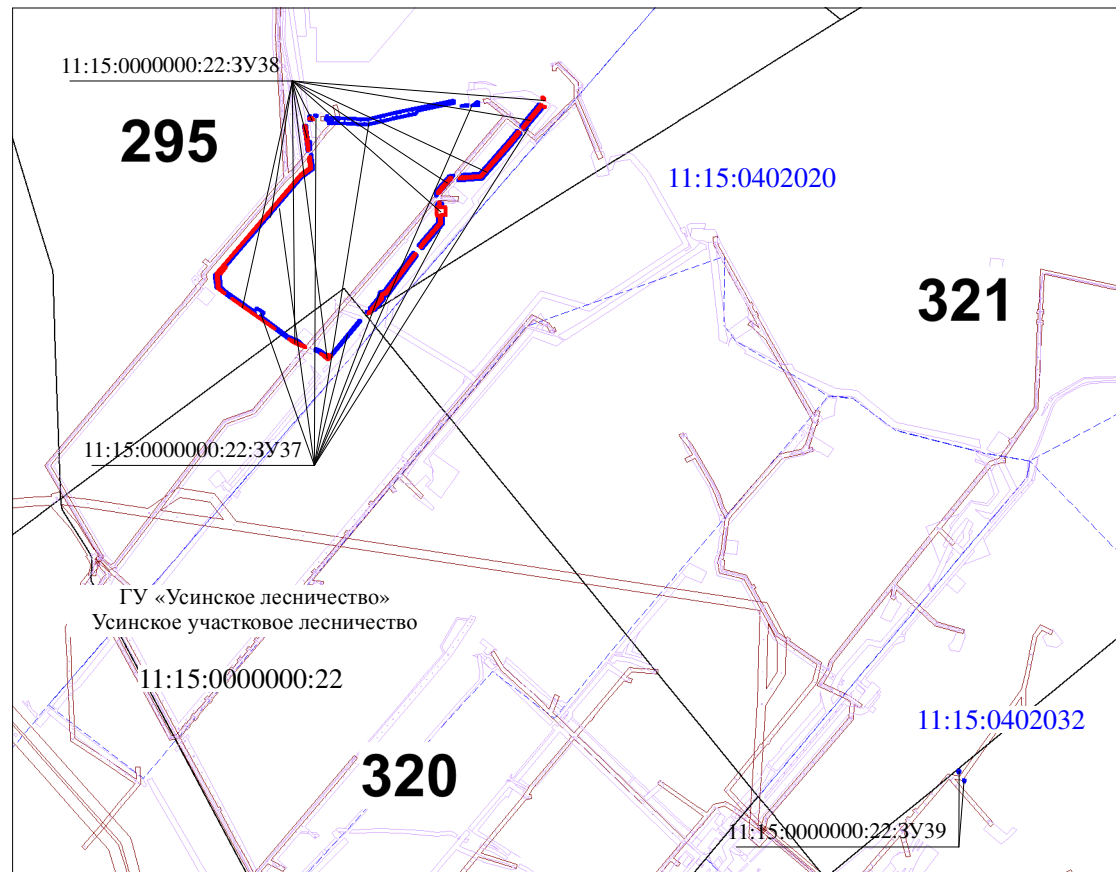 11:15:0000000:22:ЗУ38
295
11:15:0402020
321
11:15:0000000:22:ЗУ37
ГУ «Усинское лесничество»
Усинское участковое лесничество
11:15:0000000:22
11:15:0402032
320
11:15:0000000:22:ЗУ39